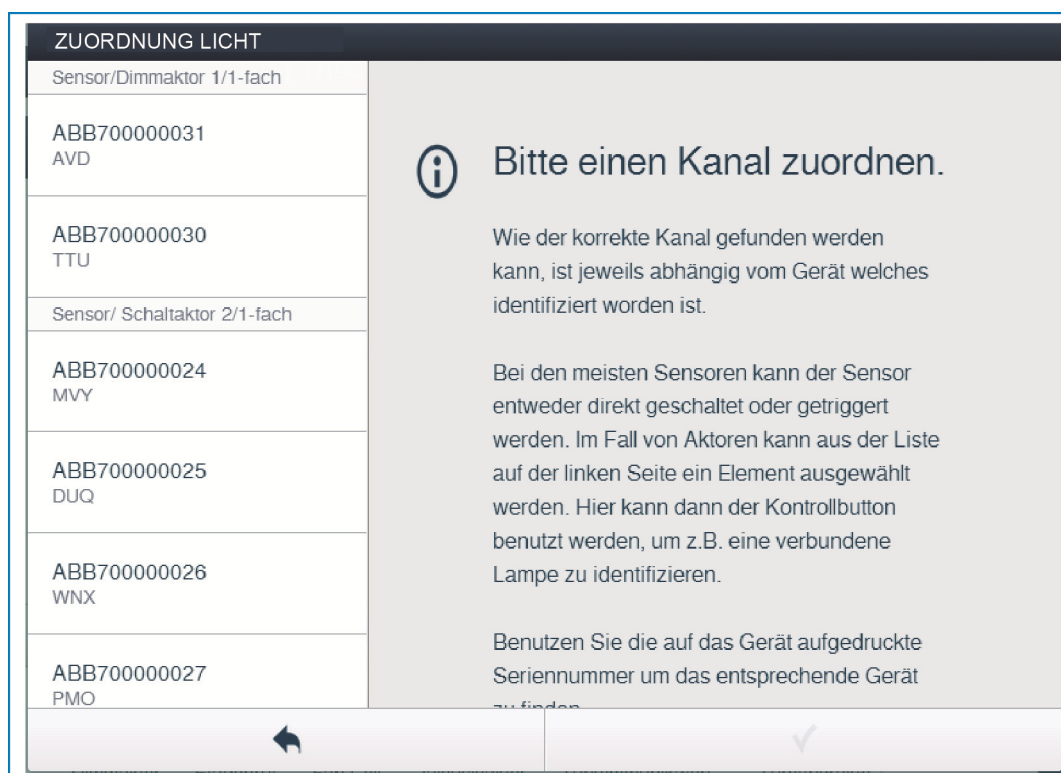 ZUORDNUNG LICHT
Sensor/Dimmaktor 1/1-fach
ABB700000031
AVD
ABB700000030
TTU
Sensor/ Schaltaktor 2/1-fach
ABB700000024
MVY
ABB700000025
DUQ
ABB700000026
WNX
ABB700000027
PMO
Bitte einen Kanal zuordnen.
Wie der korrekte Kanal gefunden werden
kann, ist jeweils abhängig vom Gerät welches
identifiziert worden ist.
Bei den meisten Sensoren kann der Sensor
entweder direkt geschaltet oder getriggert
werden. Im Fall von Aktoren kann aus der Liste
auf der linken Seite ein Element ausgewählt
werden. Hier kann dann der Kontrollbutton
benutzt werden, um z.B. eine verbundene
Lampe zu identifizieren.
Benutzen Sie die auf das Gerät aufgedruckte
Seriennummer um das entsprechende Gerät
zu finden